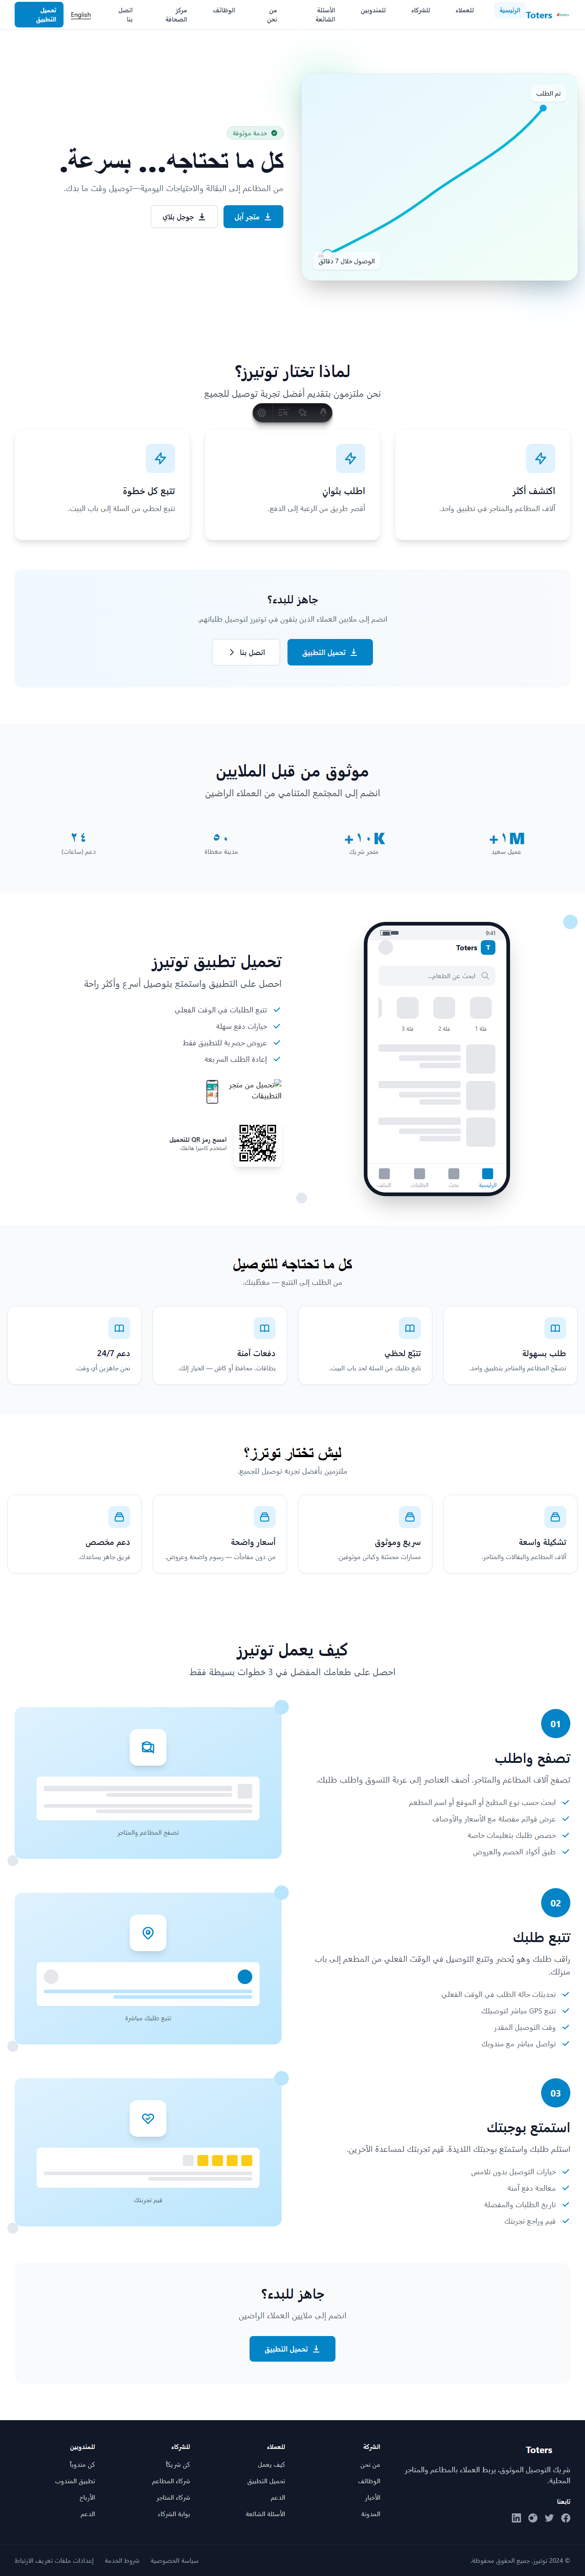 Toters
الرئيسية
للعملاء
للشركاء
للمندوبين
الأسئلة
الشائعة
من
نحن
الوظائف
مركز
الصحافة
اتصل
بنا
English
تحميل
التطبيق
تم الطلب
الوصول خلال 7 دقائق
خدمة موثوقة
كل ما تحتاجه... بسرعة.
من المطاعم إلى البقالة والاحتياجات اليومية—توصيل وقت ما بدك.
متجر آبل
جوجل بلاي
لماذا تختار توتيرز؟
نحن ملتزمون بتقديم أفضل تجربة توصيل للجميع
اكتشف أكثر
آلاف المطاعم والمتاجر في تطبيق واحد.
اطلب بثوانٍ
أقصر طريق من الرغبة إلى الدفع.
تتبع كل خطوة
تتبع لحظي من السلة إلى باب البيت.
جاهز للبدء؟
انضم إلى ملايين العملاء الذين يثقون في توتيرز لتوصيل طلباتهم.
تحميل التطبيق
اتصل بنا
موثوق من قبل الملايين
انضم إلى المجتمع المتنامي من العملاء الراضين
+١M
عميل سعيد
+١٠K
متجر شريك
٥٠
مدينة مغطاة
٢٤
دعم (ساعات)
9:41
T
Toters
ابحث عن الطعام...
فئة 1
فئة 2
فئة 3
الرئيسية
بحث
الطلبات
الملف
تحميل تطبيق توتيرز
احصل على التطبيق واستمتع بتوصيل أسرع وأكثر راحة
تتبع الطلبات في الوقت الفعلي
خيارات دفع سهلة
عروض حصرية للتطبيق فقط
إعادة الطلب السريعة
تحميل من متجر
التطبيقات
امسح رمز QR للتحميل
استخدم كاميرا هاتفك
كل ما تحتاجه للتوصيل
من الطلب إلى التتبع — مغطّينك.
طلب بسهولة
تصفّح المطاعم والمتاجر بتطبيق واحد.
تتبّع لحظي
تابع طلبك من السلة لحد باب البيت.
دفعات آمنة
بطاقات، محافظ أو كاش — الخيار إلك.
دعم 24/7
نحن جاهزين أي وقت.
ليش تختار توترز؟
ملتزمين بأفضل تجربة توصيل للجميع.
تشكيلة واسعة
آلاف المطاعم والبقالات والمتاجر.
سريع وموثوق
مسارات محسّنة وكباتن موثوقين.
أسعار واضحة
من دون مفاجآت — رسوم واضحة وعروض.
دعم مخصص
فريق جاهز يساعدك.
كيف يعمل توتيرز
احصل على طعامك المفضل في 3 خطوات بسيطة فقط
01
تصفح واطلب
تصفح آلاف المطاعم والمتاجر. أضف العناصر إلى عربة التسوق واطلب طلبك.
ابحث حسب نوع المطبخ أو الموقع أو اسم المطعم
عرض قوائم مفصلة مع الأسعار والأوصاف
خصص طلبك بتعليمات خاصة
طبق أكواد الخصم والعروض
تصفح المطاعم والمتاجر
02
تتبع طلبك
راقب طلبك وهو يُحضر وتتبع التوصيل في الوقت الفعلي من المطعم إلى باب
منزلك.
تحديثات حالة الطلب في الوقت الفعلي
تتبع GPS مباشر لتوصيلك
وقت التوصيل المقدر
تواصل مباشر مع مندوبك
تتبع طلبك مباشرة
03
استمتع بوجبتك
استلم طلبك واستمتع بوجبتك اللذيذة. قيم تجربتك لمساعدة الآخرين.
خيارات التوصيل بدون تلامس
معالجة دفع آمنة
تاريخ الطلبات والمفضلة
قيم وراجع تجربتك
قيم تجربتك
جاهز للبدء؟
انضم إلى ملايين العملاء الراضين
تحميل التطبيق
Toters
شريك التوصيل الموثوق، يربط العملاء بالمطاعم والمتاجر
المحلية.
تابعنا
الشركة
من نحن
الوظائف
الأخبار
المدونة
للعملاء
كيف يعمل
تحميل التطبيق
الدعم
الأسئلة الشائعة
للشركاء
كن شريكاً
شركاء المطاعم
شركاء المتاجر
بوابة الشركاء
للمندوبين
كن مندوباً
تطبيق المندوب
الأرباح
الدعم
© 2024 توتيرز. جميع الحقوق محفوظة.
سياسة الخصوصية
شروط الخدمة
إعدادات ملفات تعريف الارتباط